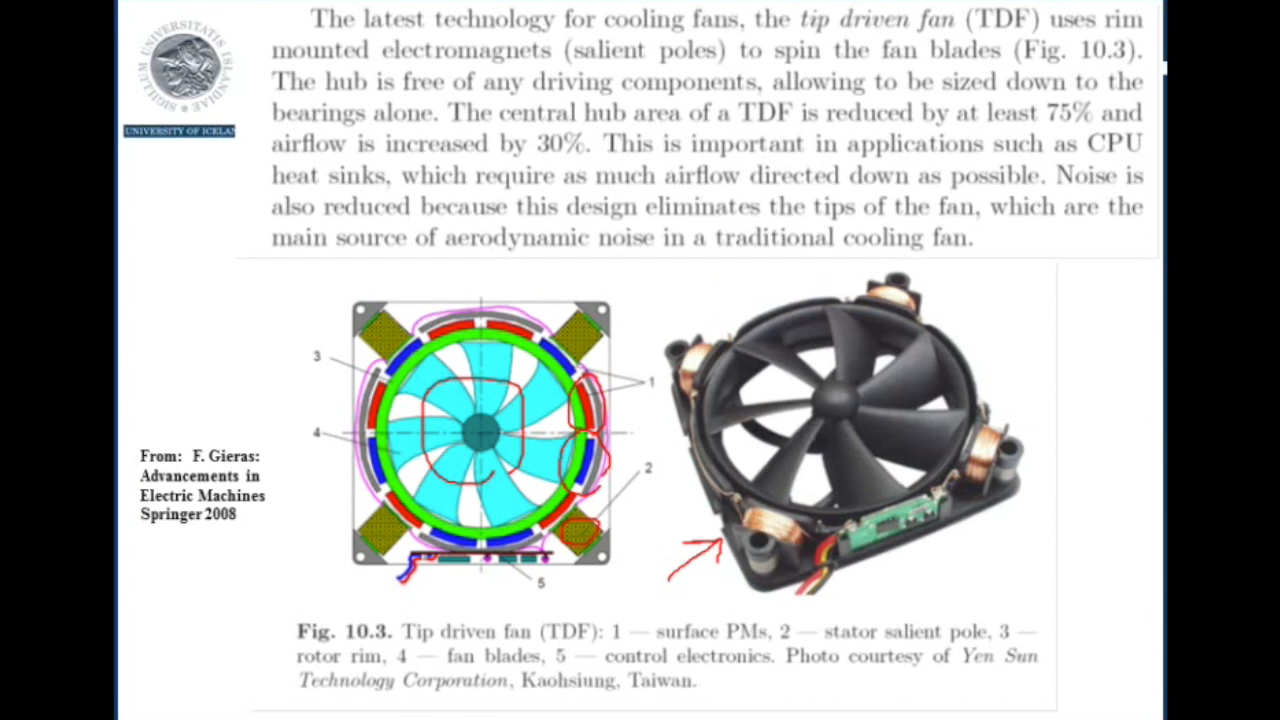 The latest technology for cooling fans, the tip driven fan (TDF) uses rim
mounted electromagnets (salient poles) to spin the fan blades (Fig. 10.3).
The hub is free of any driving components, allowing to be sized down to the
bearings alone. The central hub area of a TDF is reduced by at least 75% and
airflow is increased by 30%. This is important in applications such as CPU
heat sinks, which require as much airflow directed down as possible. Noise is
also reduced because this design eliminates the tips of the fan, which are the
main source of aerodynamic noise in a traditional cooling fan.
UNIVERSITATIS ISLANDIAE SIGILLUM
UNIVERSITY OF ICELAN
3
1
4
2
5
From: F. Gieras:
Advancements in
Electric Machines
Springer 2008
Fig. 10.3. Tip driven fan (TDF): 1 — surface PMs, 2 — stator salient pole, 3 —
rotor rim, 4 — fan blades, 5 — control electronics. Photo courtesy of Yen Sun
Technology Corporation, Kaohsiung, Taiwan.